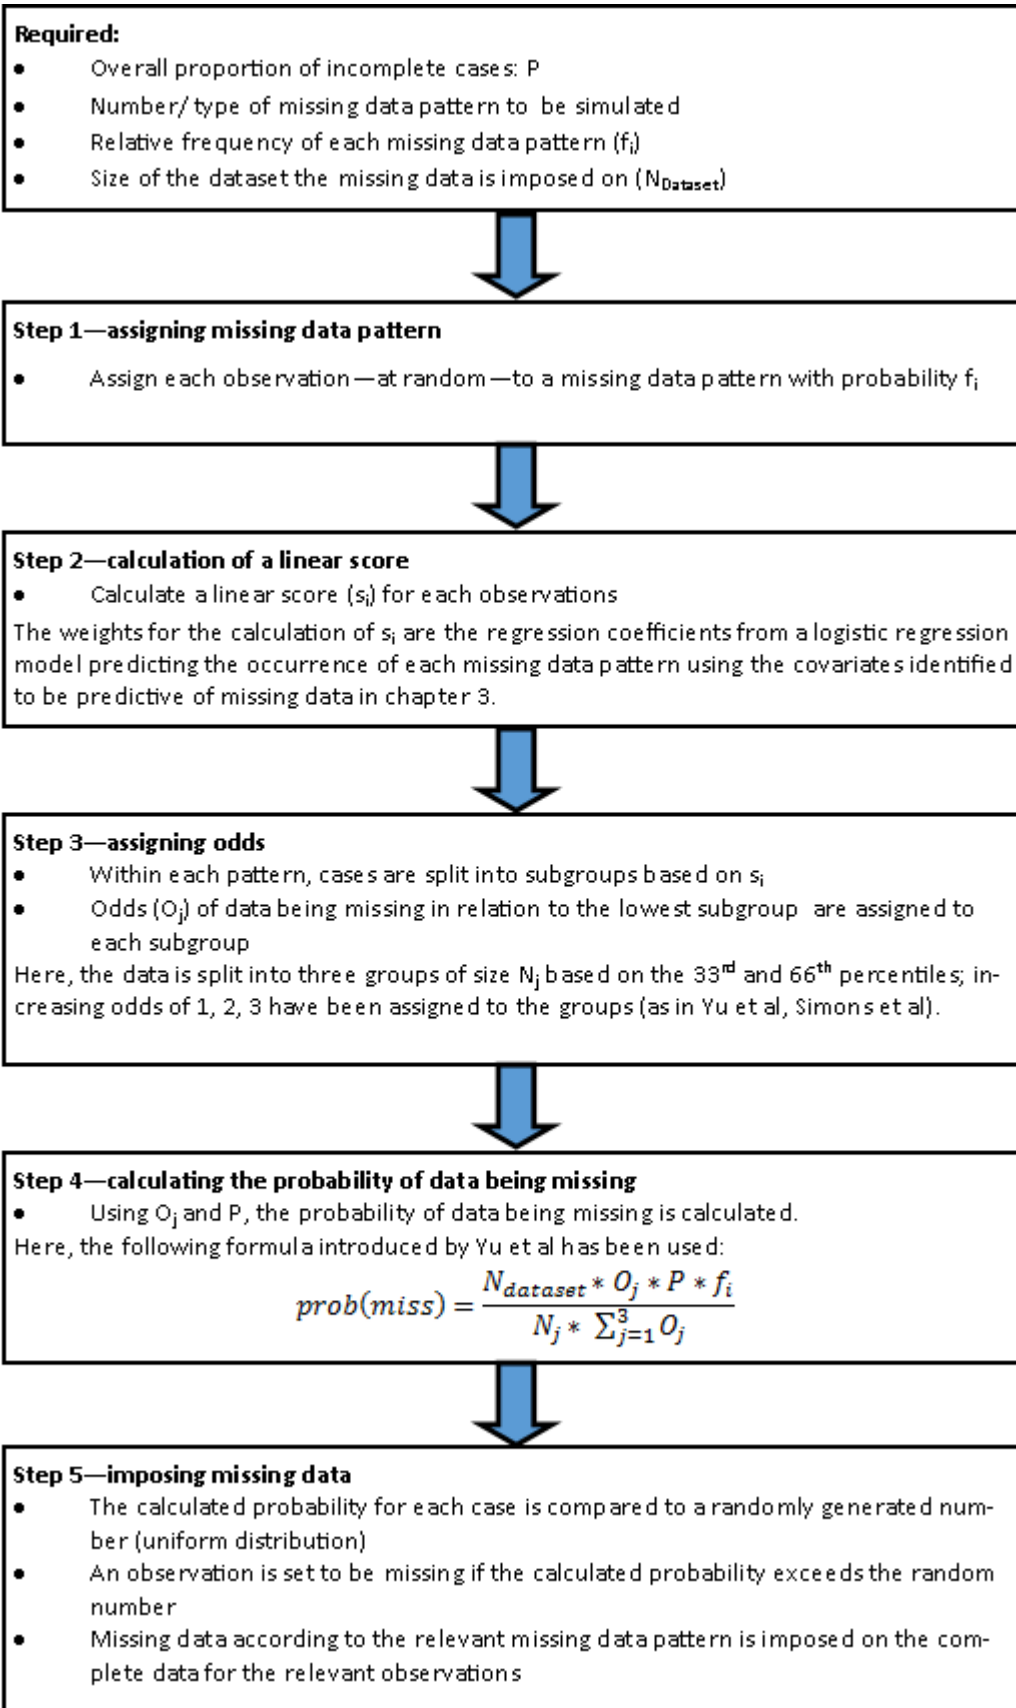 Required:
• Overall proportion of incomplete cases: P
• Number/ type of missing data pattern to be simulated
• Relative frequency of each missing data pattern (fi)
• Size of the dataset the missing data is imposed on (NDataset)
Step 1—assigning missing data pattern
• Assign each observation—at random—to a missing data pattern with probability fi
Step 2—calculation of a linear score
• Calculate a linear score (si) for each observations
The weights for the calculation of si are the regression coefficients from a logistic regression
model predicting the occurrence of each missing data pattern using the covariates identified
to be predictive of missing data in chapter 3.
Step 3—assigning odds
• Within each pattern, cases are split into subgroups based on si
• Odds (Oj) of data being missing in relation to the lowest subgroup are assigned to
each subgroup
Here, the data is split into three groups of size Nj based on the 33rd and 66th percentiles; in-
creasing odds of 1, 2, 3 have been assigned to the groups (as in Yu et al, Simons et al).
Step 4—calculating the probability of data being missing
• Using Oj and P, the probability of data being missing is calculated.
Here, the following formula introduced by Yu et al has been used:
prob(miss) = Ndataset * Oj * P * fi / Nj * ∑3j=1 Oj
Step 5—imposing missing data
• The calculated probability for each case is compared to a randomly generated num-
ber (uniform distribution)
• An observation is set to be missing if the calculated probability exceeds the random
number
• Missing data according to the relevant missing data pattern is imposed on the com-
plete data for the relevant observations